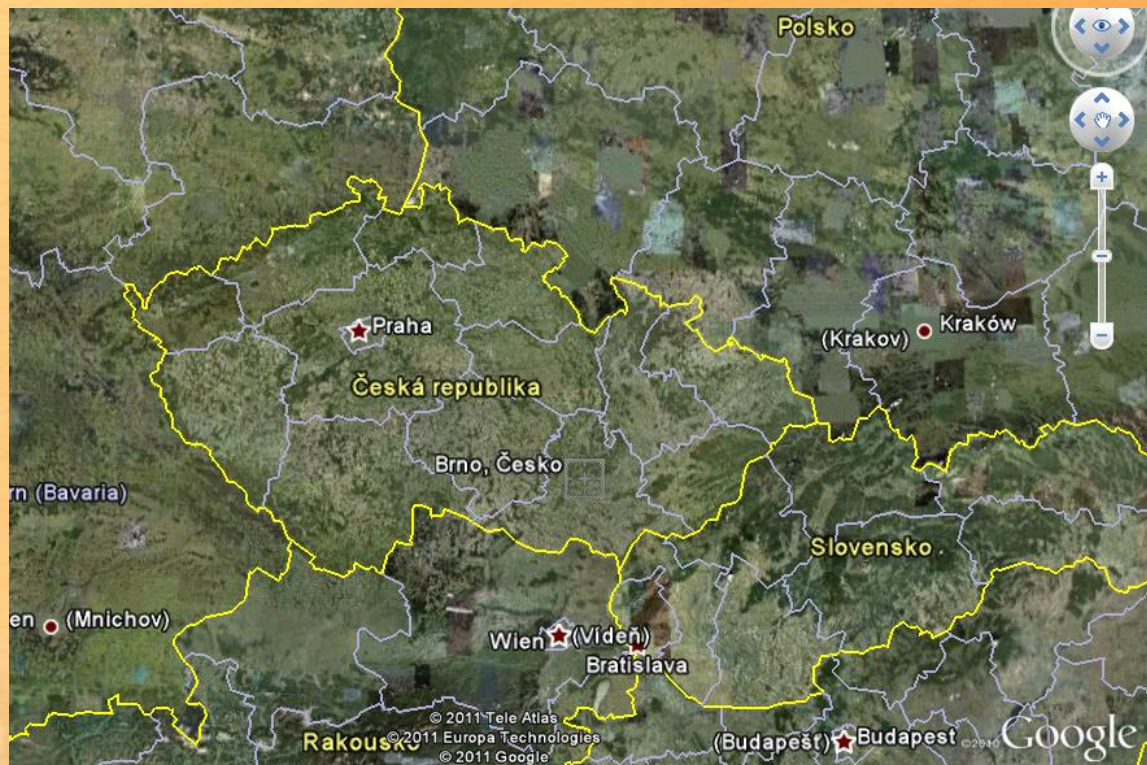 Polsko
Praha
(Krakov)
Kraków
Česká republika
Brno, Česko
rn (Bavaria)
Slovensko
en
(Mnichov)
Wien
(Vídeň)
Bratislava
© 2011 Tele Atlas
Rakousko
© 2011 Europa Technologies
© 2011 Google
(Budapešť)
Budapest
©2010
Google